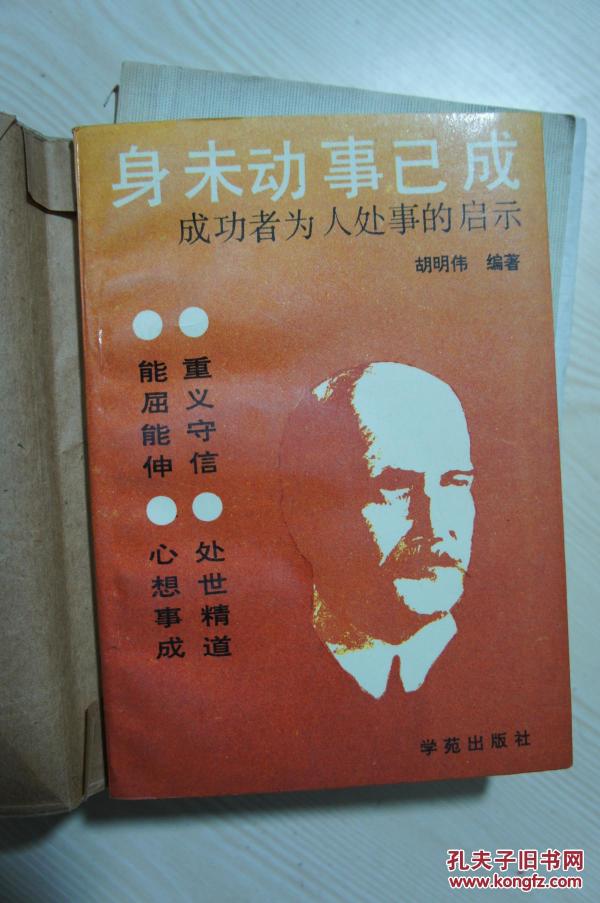 身未动事已成
成功者为人处事的启示
胡明伟 编著
重义守信
能屈能伸
处世精道
心想事成
学苑出版社
孔夫子旧书网
www.kongfz.com